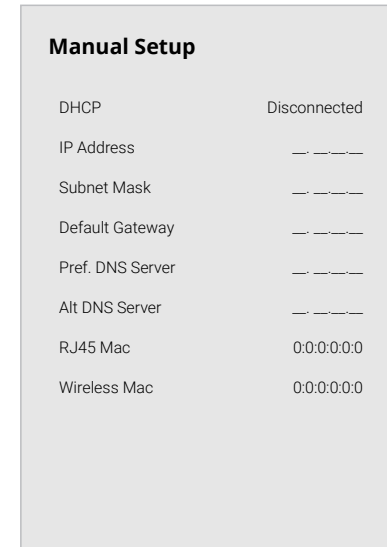 Manual Setup
DHCP Disconnected
IP Address __. __.__.__
Subnet Mask __. __.__.__
Default Gateway __. __.__.__
Pref. DNS Server __. __.__.__
Alt DNS Server __. __.__.__
RJ45 Mac 0:0:0:0:0:0
Wireless Mac 0:0:0:0:0:0